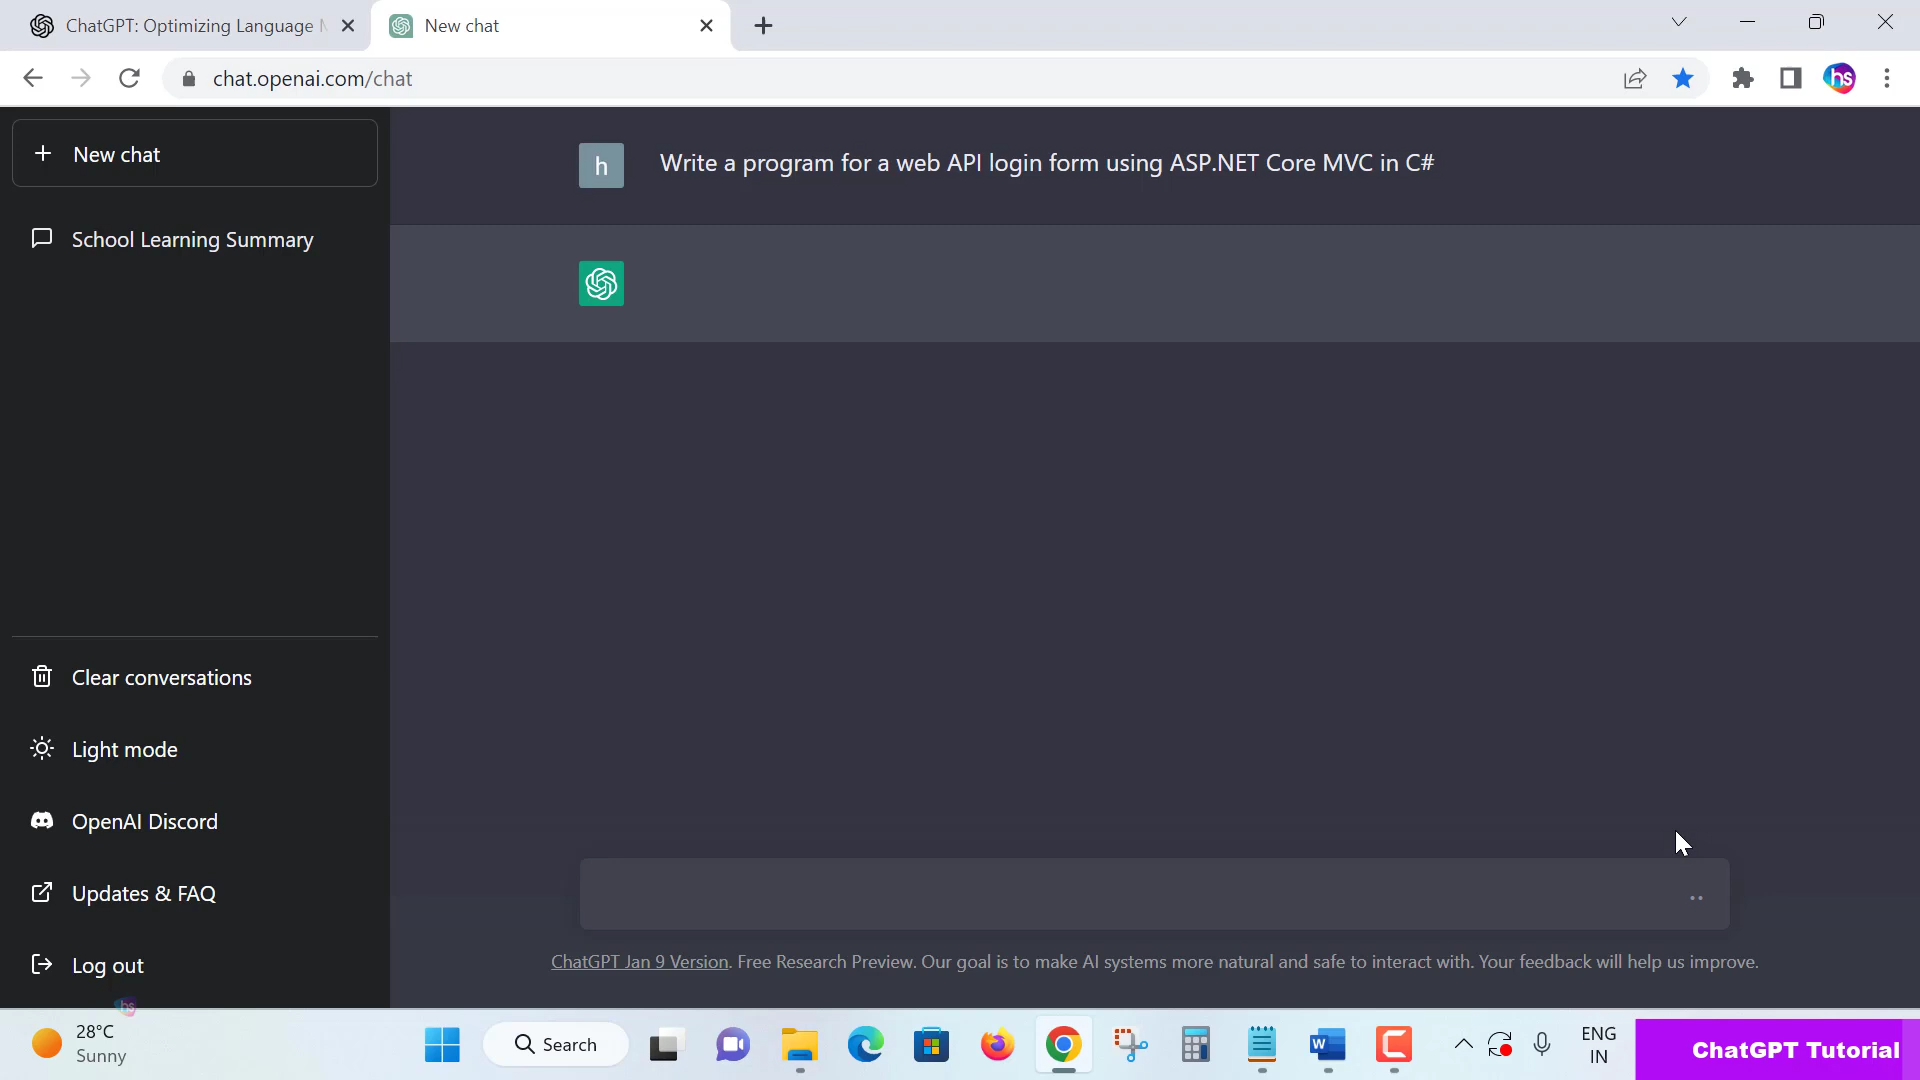 ChatGPT: Optimizing Language
New chat
chat.openai.com/chat
hs
New chat
School Learning Summary
Clear conversations
Light mode
OpenAI Discord
Updates & FAQ
Log out
h
Write a program for a web API login form using ASP.NET Core MVC in C#
ChatGPT Jan 9 Version. Free Research Preview. Our goal is to make AI systems more natural and safe to interact with. Your feedback will help us improve.
hs
28°C
Sunny
Search
W
ENG
IN
ChatGPT Tutorial